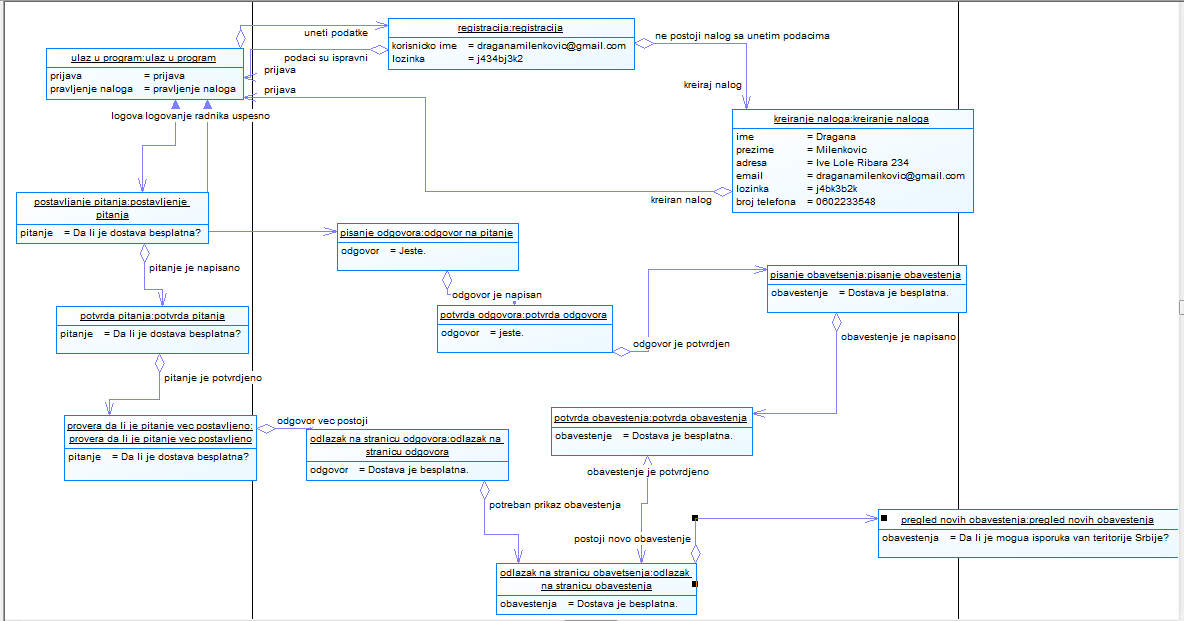 uneti podatke
registracija:registracija
korisnicko ime = draganamilenkovic@gmail.com
lozinka = j434bj3k2
ne postoji nalog sa unetim podacima
ulaz u program:ulaz u program
prijava = prijava
pravljenje naloga = pravljenje naloga
podaci su ispravni
prijava
prijava
kreiraj nalog
logova logovanje radnika uspesno
kreiranje naloga:kreiranje naloga
ime = Dragana
prezime = Milenkovic
adresa = Ive Lole Ribara 234
email = draganamilenkovic@gmail.com
lozinka = j4bk3b2k
broj telefona = 0602233548
kreiran nalog
postavljanje pitanja:postavljenje
pitanja
pitanje = Da li je dostava besplatna?
pisanje odgovora:odgovor na pitanje
odgovor = Jeste.
pitanje je napisano
odgovor je napisan
pisanje obavetsenja:pisanje obavestenja
obavestenje = Dostava je besplatna.
potvrda pitanja:potvrda pitanja
pitanje = Da li je dostava besplatna?
potvrda odgovora:potvrda odgovora
odgovor = jeste.
odgovor je potvrdjen
obavestenje je napisano
pitanje je potvrdjeno
provera da li je pitanje vec postavljeno:
provera da li je pitanje vec postavljeno
pitanje = Da li je dostava besplatna?
odgovor vec postoji
odlazak na stranicu odgovora:odlazak na
stranicu odgovora
odgovor = Dostava je besplatna.
potvrda obavestenja:potvrda obavestenja
obavestenje = Dostava je besplatna.
obavestenje je potvrdjeno
potreban prikaz obavestenja
postoji novo obavestenje
pregled novih obavestenja:pregled novih obavestenja
obavestenja = Da li je mogua isporuka van teritorije Srbije?
odlazak na stranicu obavetsenja:odlazak
na stranicu obavestenja
obavestenja = Dostava je besplatna.